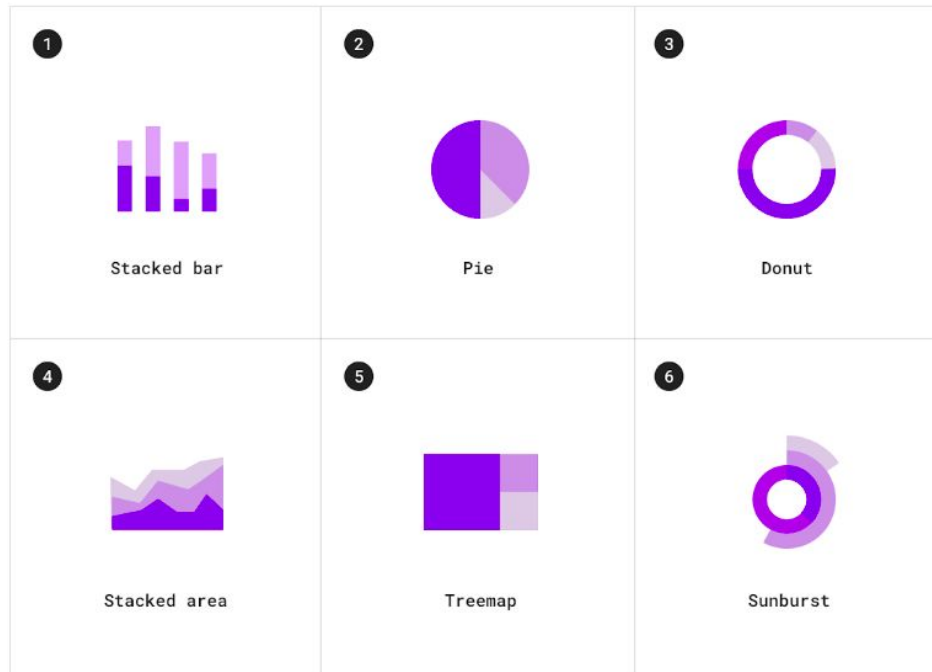 1
2
3
Stacked bar
Pie
Donut
4
5
6
Stacked area
Treemap
Sunburst